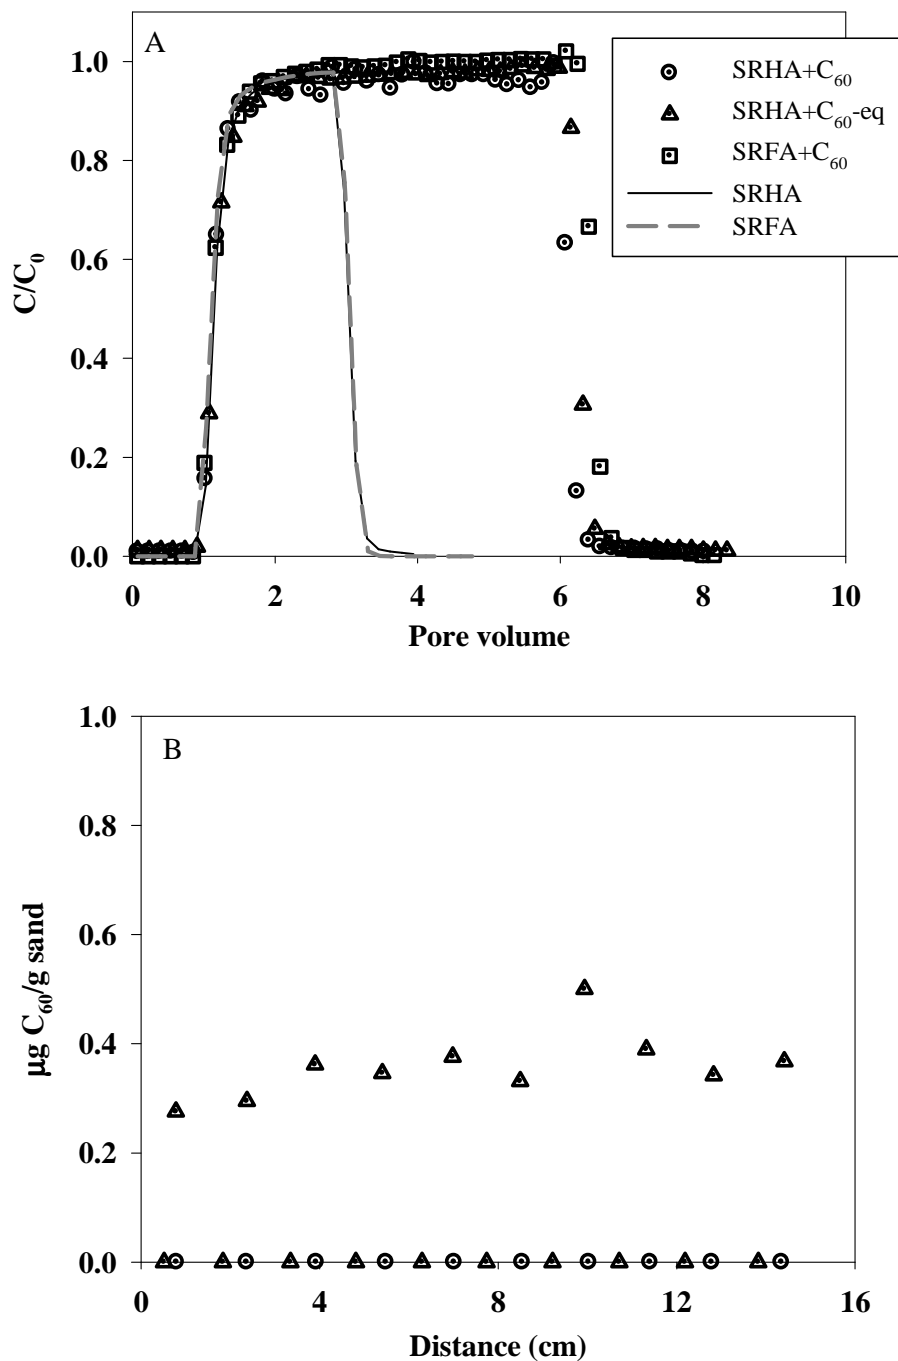 A
1.0
0.8
0.6
0.4
0.2
0.0
C/C₀
0
2
4
6
8
10
Pore volume
SRHA+C₆₀
SRHA+C₆₀-eq
SRFA+C₆₀
SRHA
SRFA
B
1.0
0.8
0.6
0.4
0.2
0.0
µg C₆₀/g sand
0
4
8
12
16
Distance (cm)